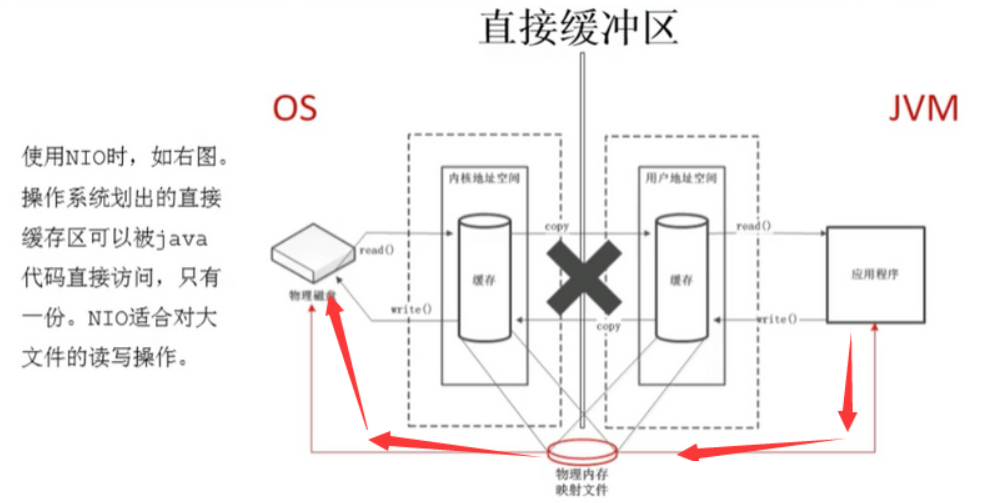 直接缓冲区
OS
JVM
使用NIO时，如右图。
操作系统划出的直接
缓存区可以被java
代码直接访问，只有
一份。NIO适合对大
文件的读写操作。
内核地址空间
用户地址空间
copy
read()
read()
缓存
缓存
应用程序
物理磁盘
write()
copy
write()
物理内存
映射文件